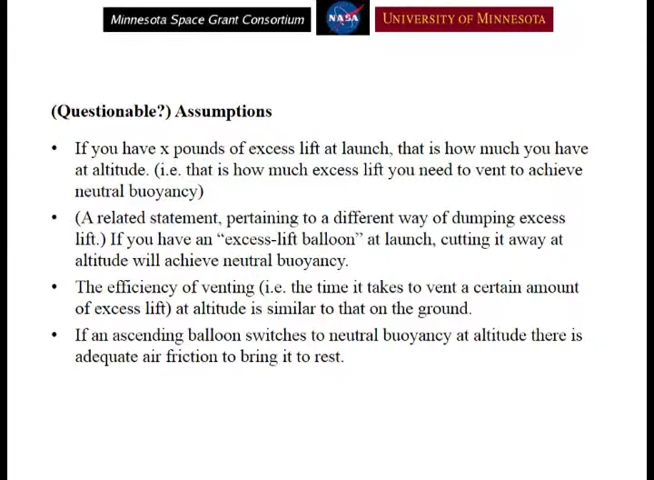 Minnesota Space Grant Consortium
NASA
UNIVERSITY OF MINNESOTA
(Questionable?) Assumptions
• If you have x pounds of excess lift at launch, that is how much you have
at altitude. (i.e. that is how much excess lift you need to vent to achieve
neutral buoyancy)
• (A related statement, pertaining to a different way of dumping excess
lift.) If you have an “excess-lift balloon” at launch, cutting it away at
altitude will achieve neutral buoyancy.
• The efficiency of venting (i.e. the time it takes to vent a certain amount
of excess lift) at altitude is similar to that on the ground.
• If an ascending balloon switches to neutral buoyancy at altitude there is
adequate air friction to bring it to rest.